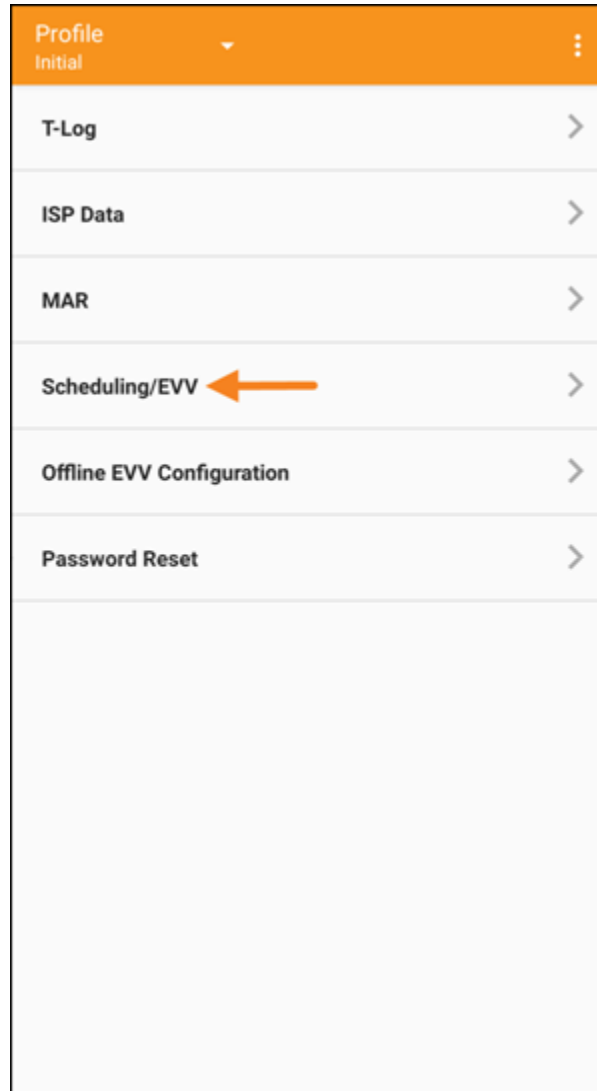 Profile
Initial
T-Log
ISP Data
MAR
Scheduling/EVV
Offline EVV Configuration
Password Reset